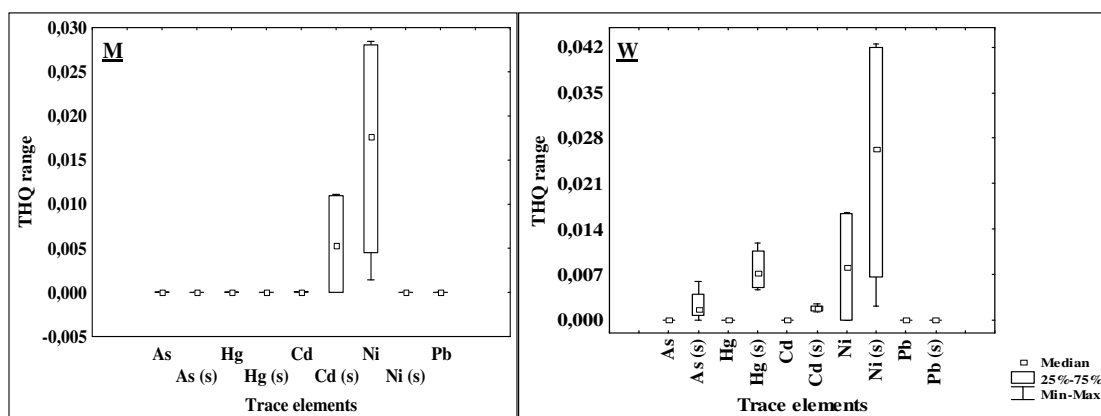 M
0,030
0,025
0,020
0,015
0,010
0,005
0,000
-0,005
THQ range
As Hg Cd Ni Pb
As (s) Hg (s) Cd (s) Ni (s)
Trace elements
W
0,042
0,035
0,028
0,021
0,014
0,007
0,000
THQ range
As
As (s)
Hg
Hg (s)
Cd
Cd (s)
Ni
Ni (s)
Pb
Pb (s)
Trace elements
Median
25%-75%
Min-Max